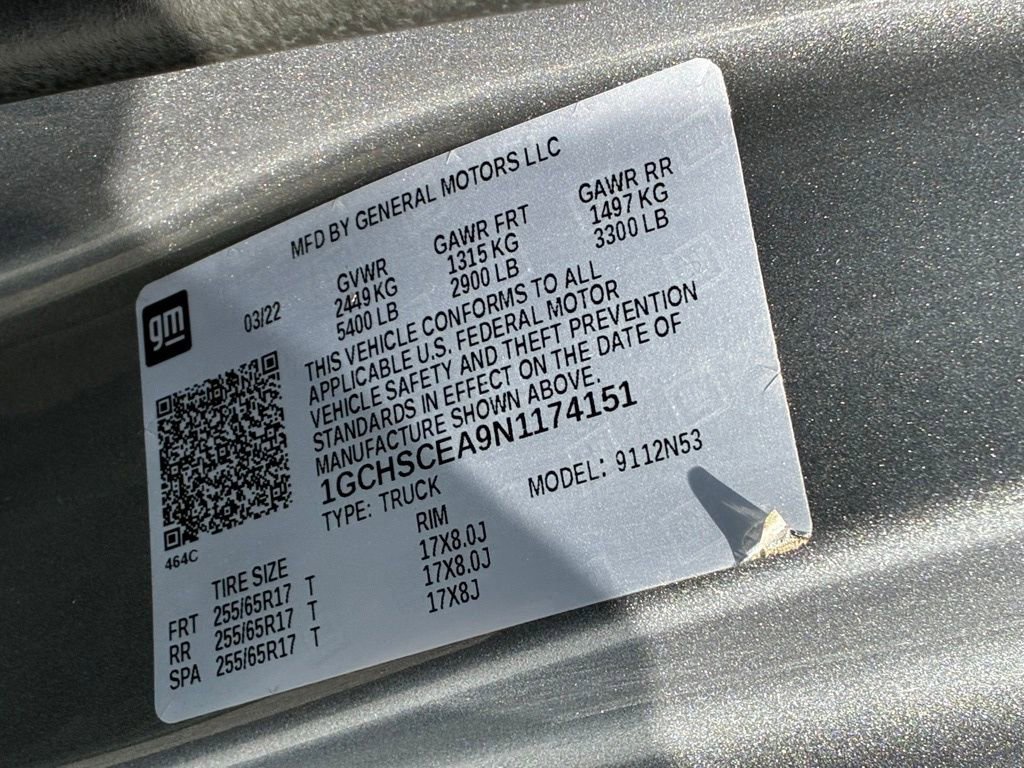 MFD BY GENERAL MOTORS LLC
gm
03/22
GVWR
2449 KG
5400 LB
GAWR FRT
1315 KG
2900 LB
GAWR RR
1497 KG
3300 LB
THIS VEHICLE CONFORMS TO ALL
APPLICABLE U.S. FEDERAL MOTOR
VEHICLE SAFETY AND THEFT PREVENTION
STANDARDS IN EFFECT ON THE DATE OF
MANUFACTURE SHOWN ABOVE.
1GCHSCEA9N1174151
TYPE: TRUCK
MODEL: 9112N53
464C
TIRE SIZE RIM
FRT 255/65R17 T 17X8.0J
RR 255/65R17 T 17X8.0J
SPA 255/65R17 T 17X8J